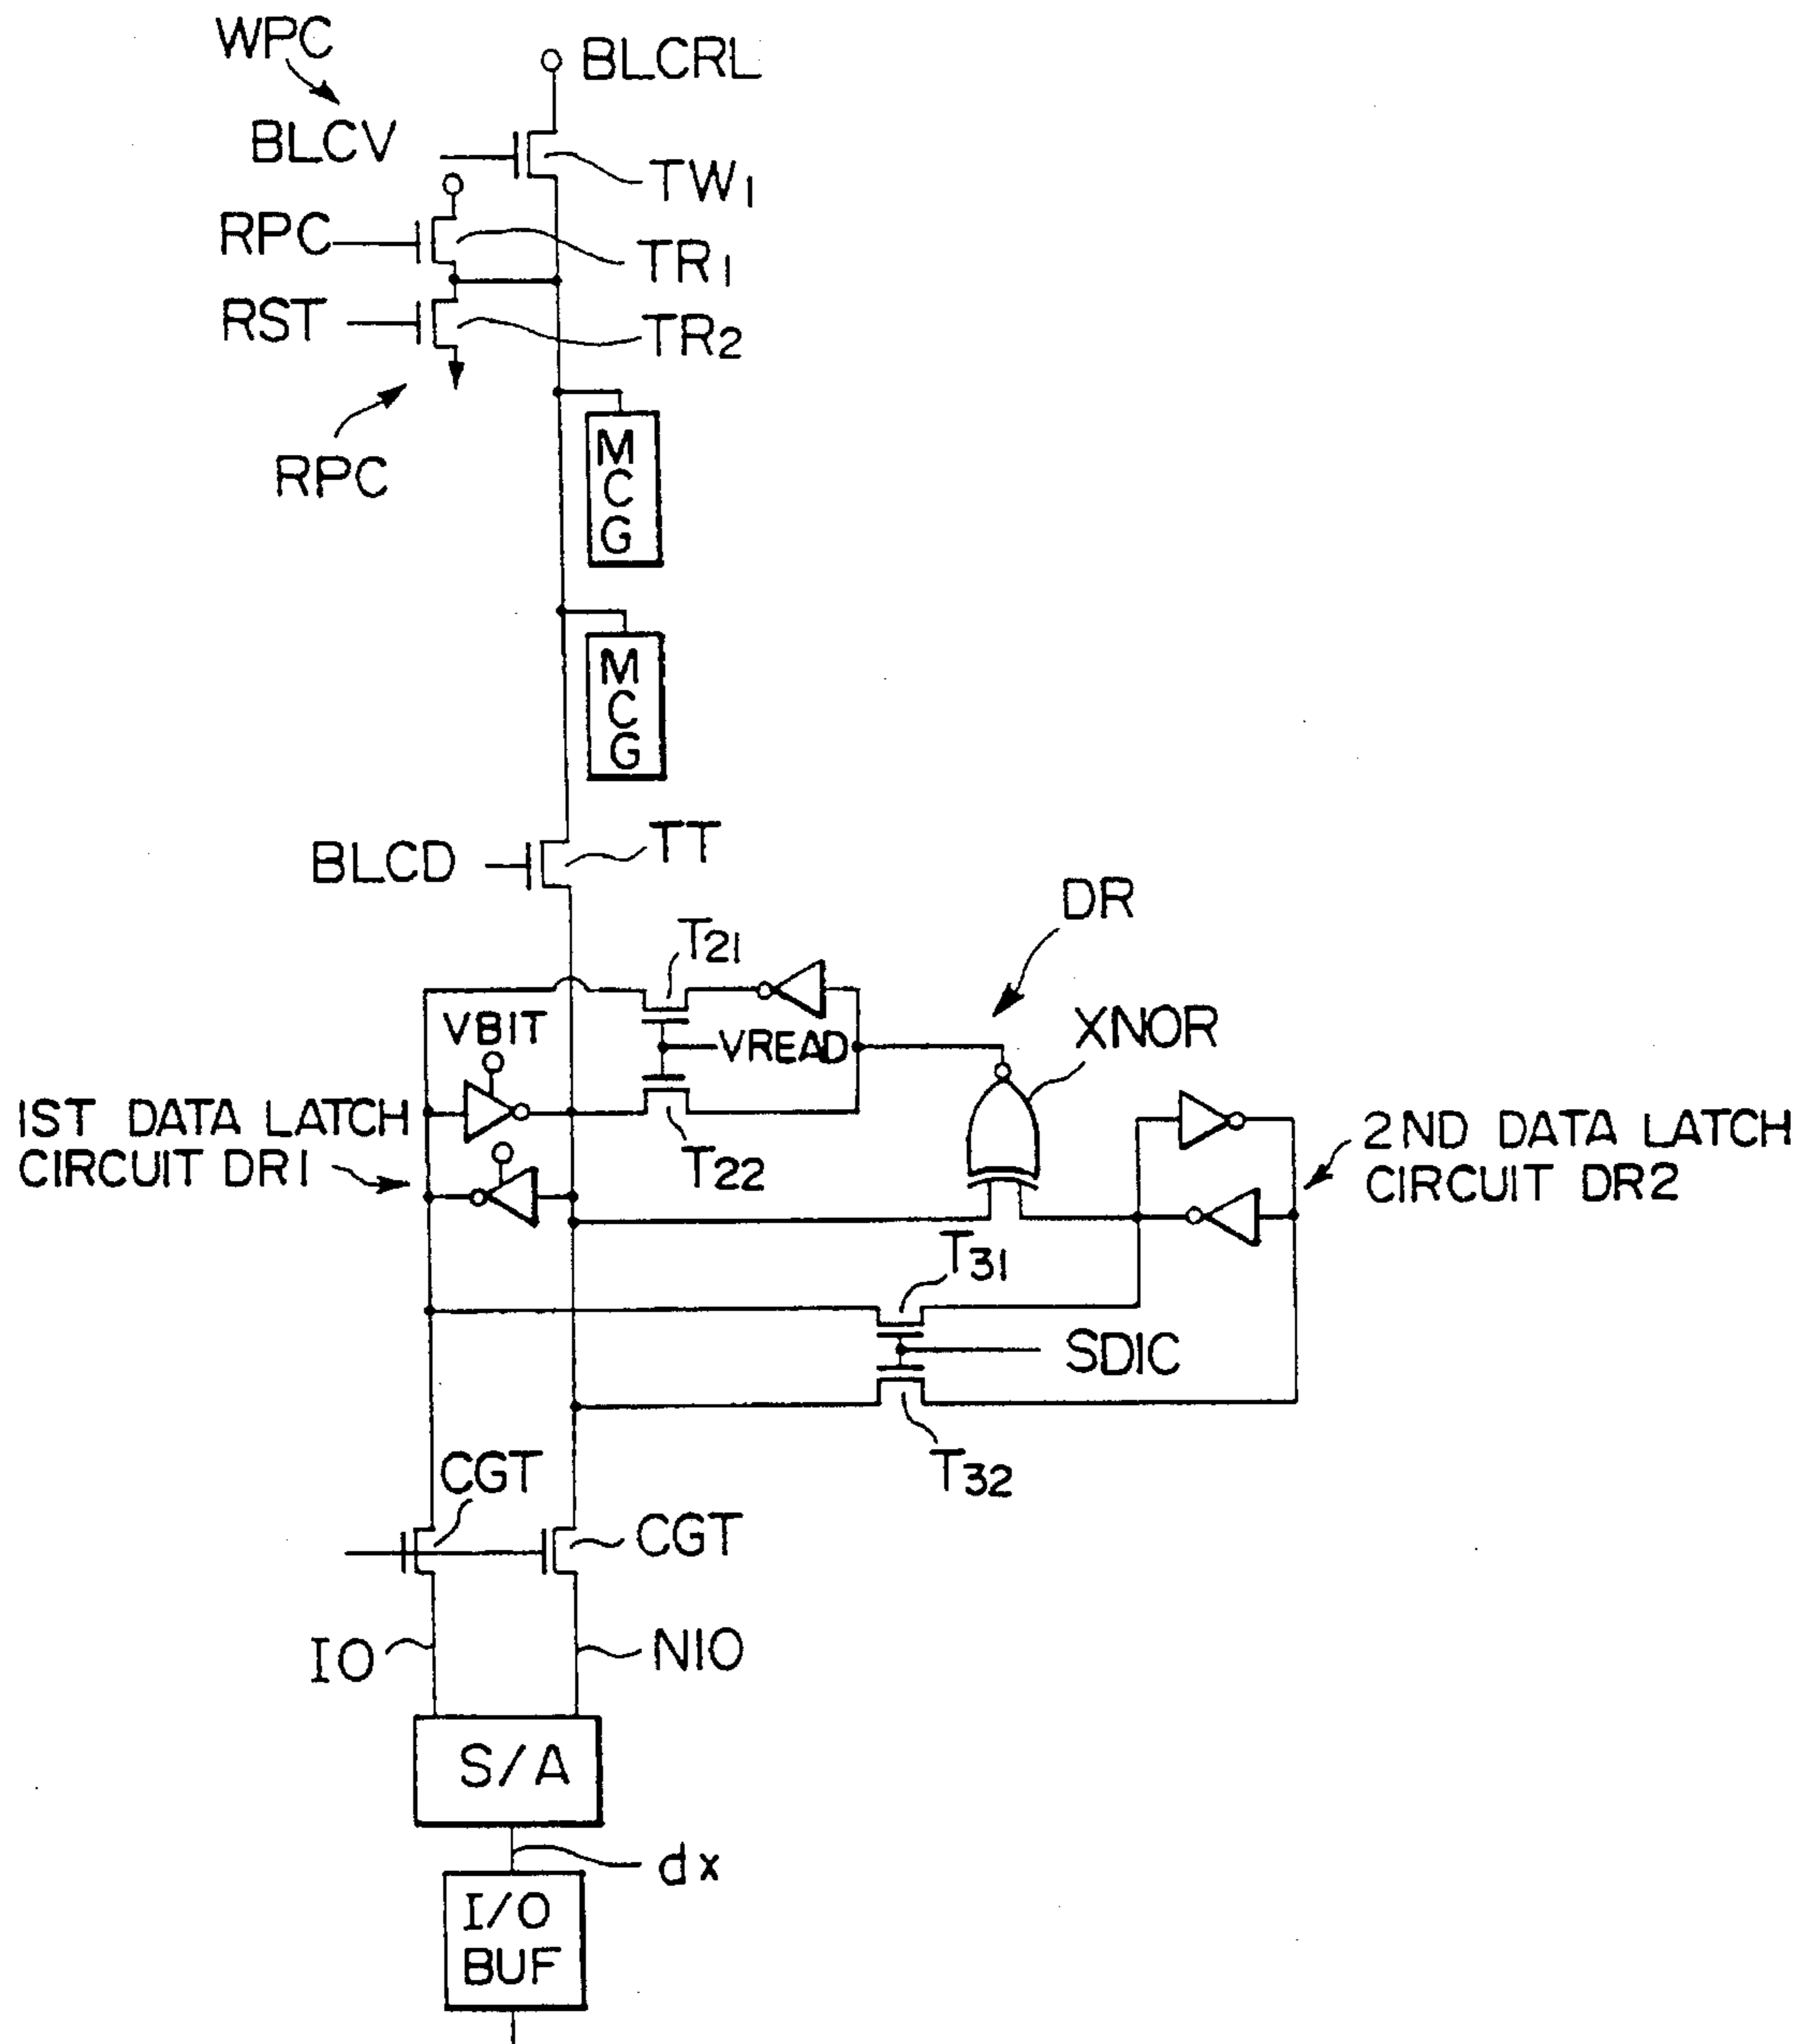 WPC
BLCRL
BLCV
TW1
RPC
TR1
RST
TR2
RPC
MCG
MCG
BLCD
TT
DR
T21
VBIT
VREAD
XNOR
1ST DATA LATCH
CIRCUIT DR1
T22
2ND DATA LATCH
CIRCUIT DR2
T31
SDIC
T32
CGT
CGT
IO
NIO
S/A
dx
I/O
BUF